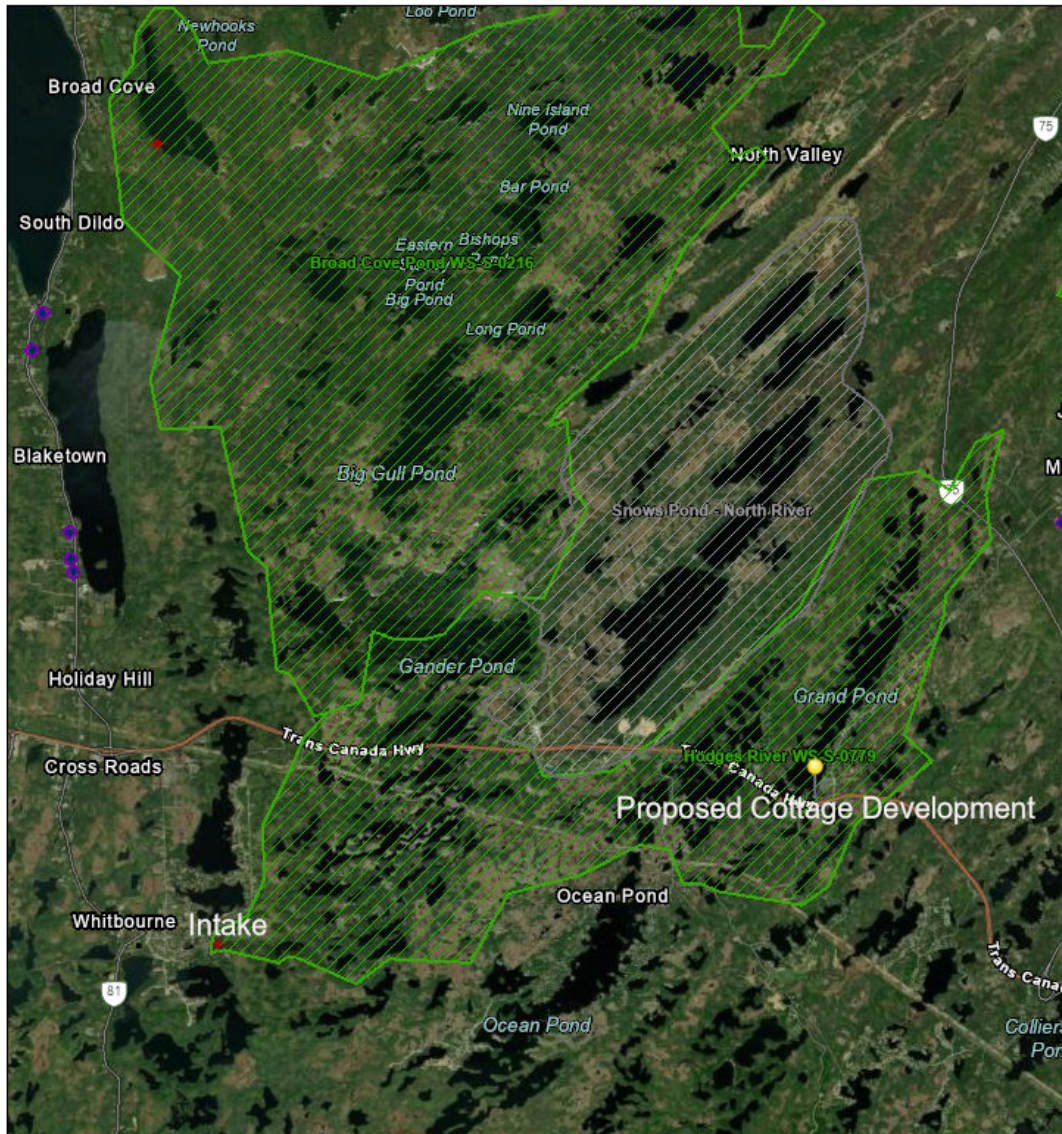 Loo Pond
Newhooks
Pond
Broad Cove
Nine Island
Pond
75
North Valley
Bar Pond
South Dildo
Eastern
Bishops
Broad Cove Pond WS-S-0216
Pond
Big Pond
Long Pond
Blaketown
Big Gull Pond
M
Snows Pond - North River
Gander Pond
Holiday Hill
Grand Pond
Trans Canada Hwy
Cross Roads
Hodges River WS-S-0779
Canada Hwy
Proposed Cottage Development
Ocean Pond
Whitbourne
Intake
81
Trans Cana
Ocean Pond
Colliers
Pon